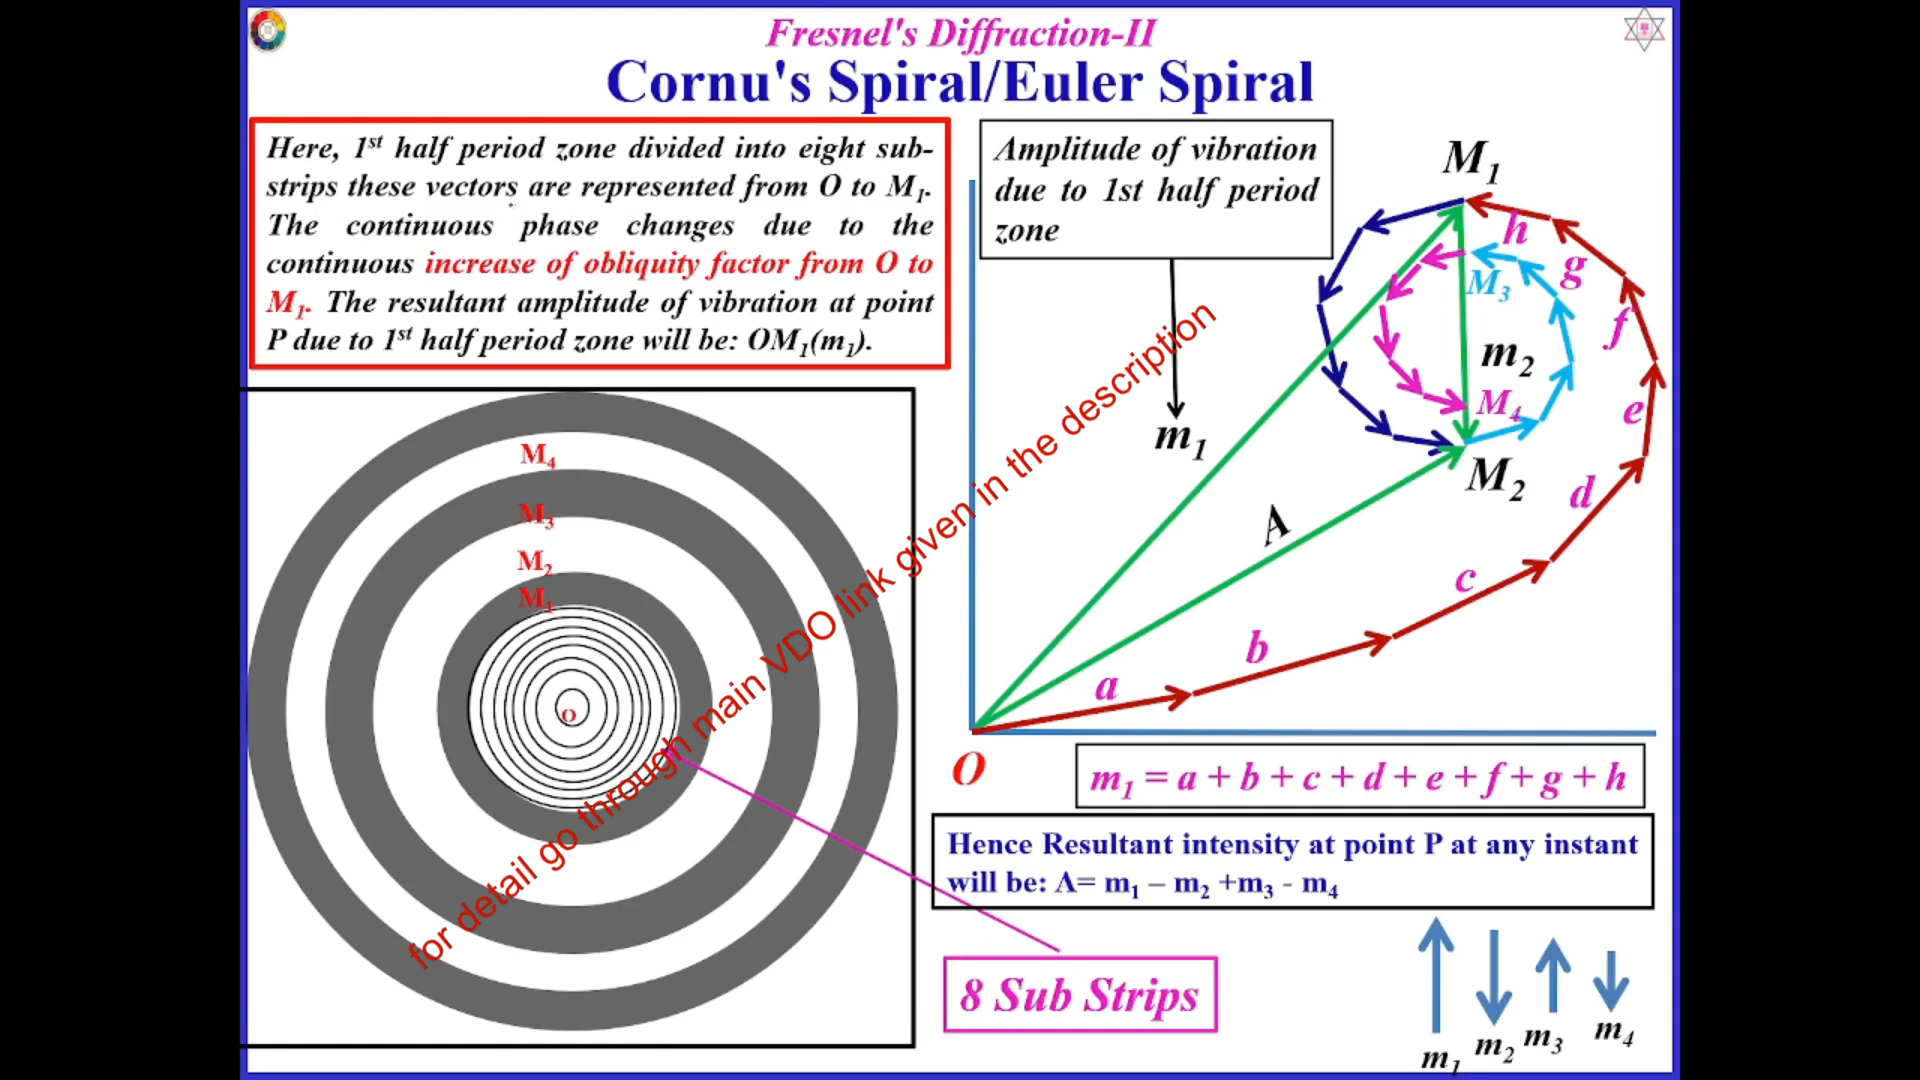 Fresnel's Diffraction-II
Cornu's Spiral/Euler Spiral
Here, 1st half period zone divided into eight sub-
strips these vectors are represented from O to M1.
The continuous phase changes due to the
continuous increase of obliquity factor from O to
M1. The resultant amplitude of vibration at point
P due to 1st half period zone will be: OM1(m1).
Amplitude of vibration
due to 1st half period
zone
m1
M1
h
g
M3
f
m2
M4
e
M2
d
A
c
b
a
O
M4
M3
M2
M1
O
for detail go through main VDO link given in the description
m1 = a + b + c + d + e + f + g + h
Hence Resultant intensity at point P at any instant
will be: A= m1 – m2 +m3 - m4
8 Sub Strips
m1 m2 m3 m4